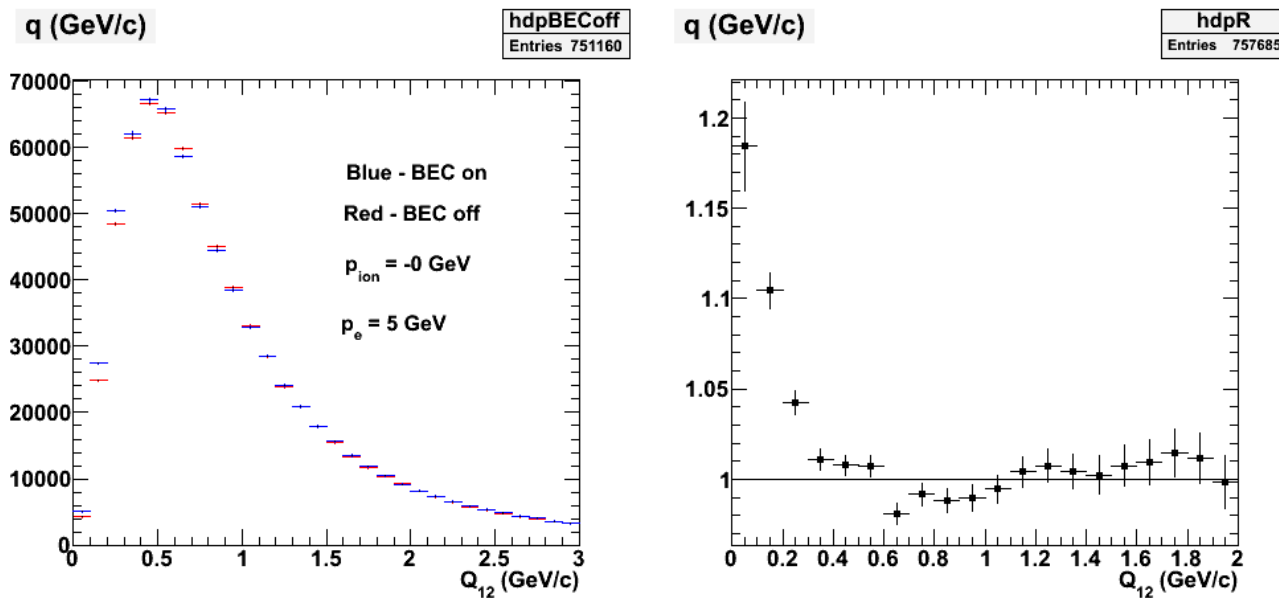 q (GeV/c)
hdpBECoff
Entries 751160
70000
60000
50000
40000
30000
20000
10000
0
Blue - BEC on
Red - BEC off
p_ion = -0 GeV
p_e = 5 GeV
0 0.5 1 1.5 2 2.5 3
Q_12 (GeV/c)
q (GeV/c)
hdpR
Entries 757685
1.2
1.15
1.1
1.05
1
0 0.2 0.4 0.6 0.8 1 1.2 1.4 1.6 1.8 2
Q_12 (GeV/c)